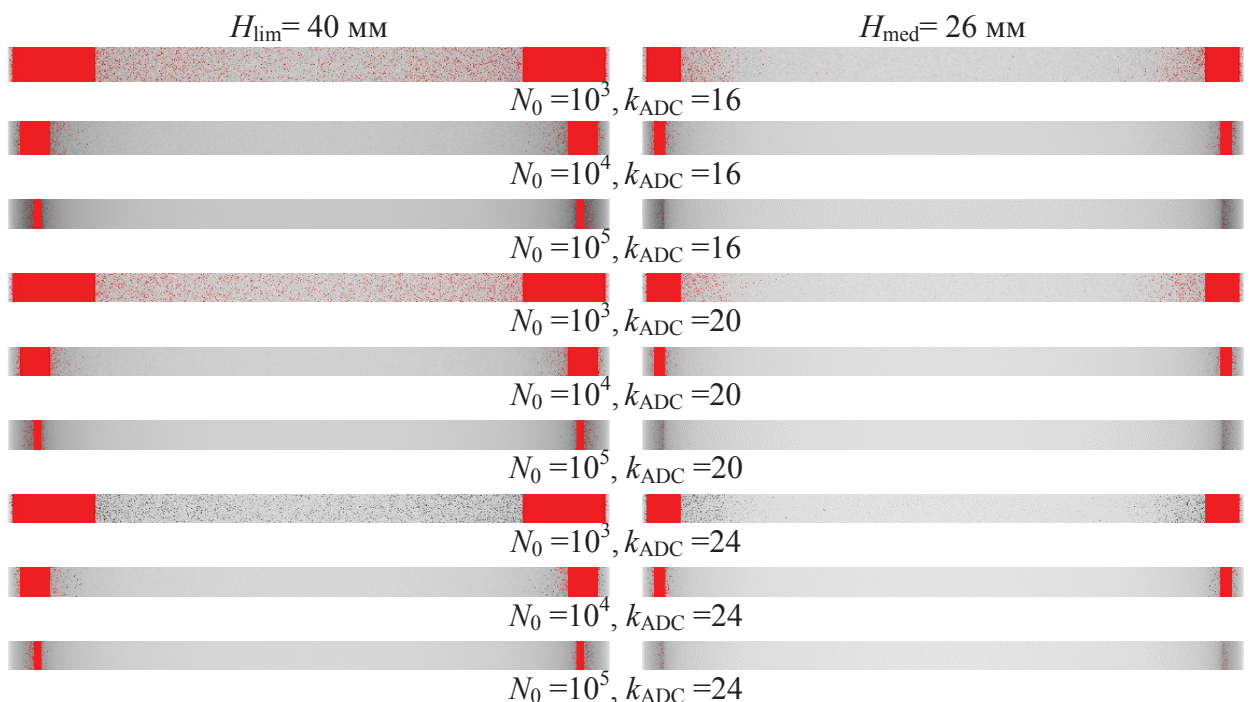 H_lim= 40 мм
H_med= 26 мм
N_0 =10^3, k_ADC =16
N_0 =10^4, k_ADC =16
N_0 =10^5, k_ADC =16
N_0 =10^3, k_ADC =20
N_0 =10^4, k_ADC =20
N_0 =10^5, k_ADC =20
N_0 =10^3, k_ADC =24
N_0 =10^4, k_ADC =24
N_0 =10^5, k_ADC =24